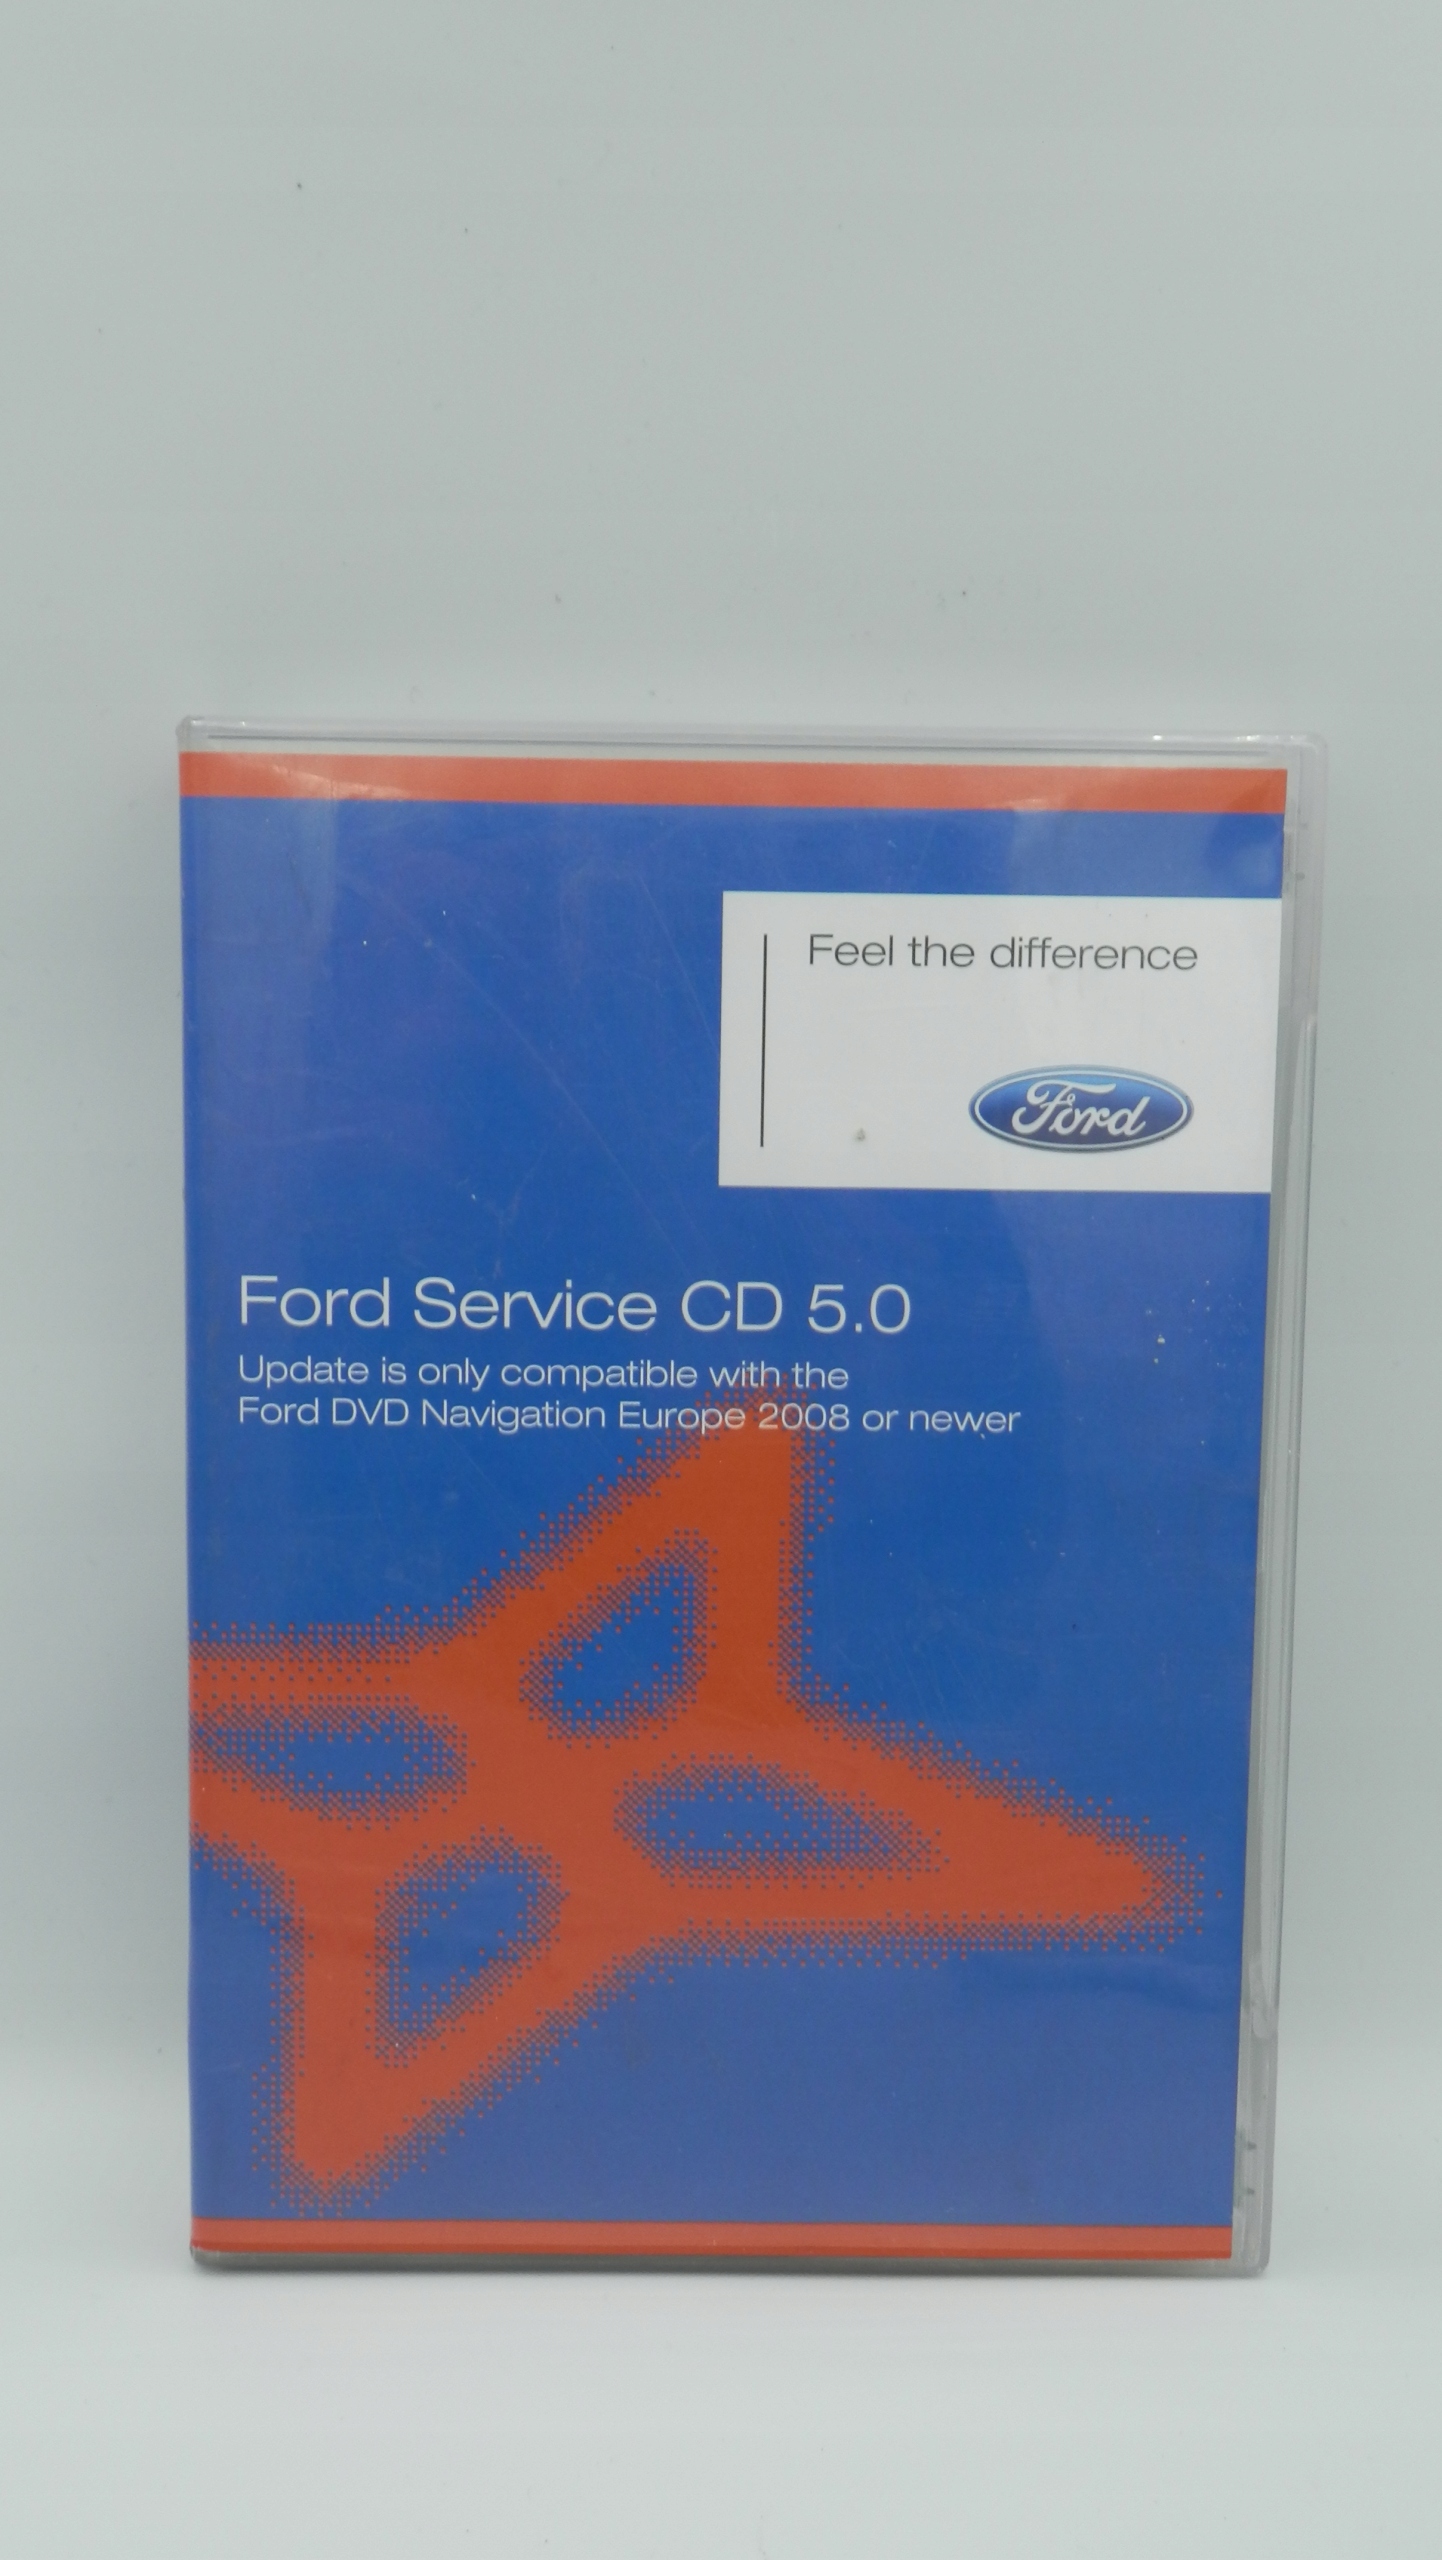 Feel the difference
Ford
Ford Service CD 5.0
Update is only compatible with the
Ford DVD Navigation Europe 2008 or newer